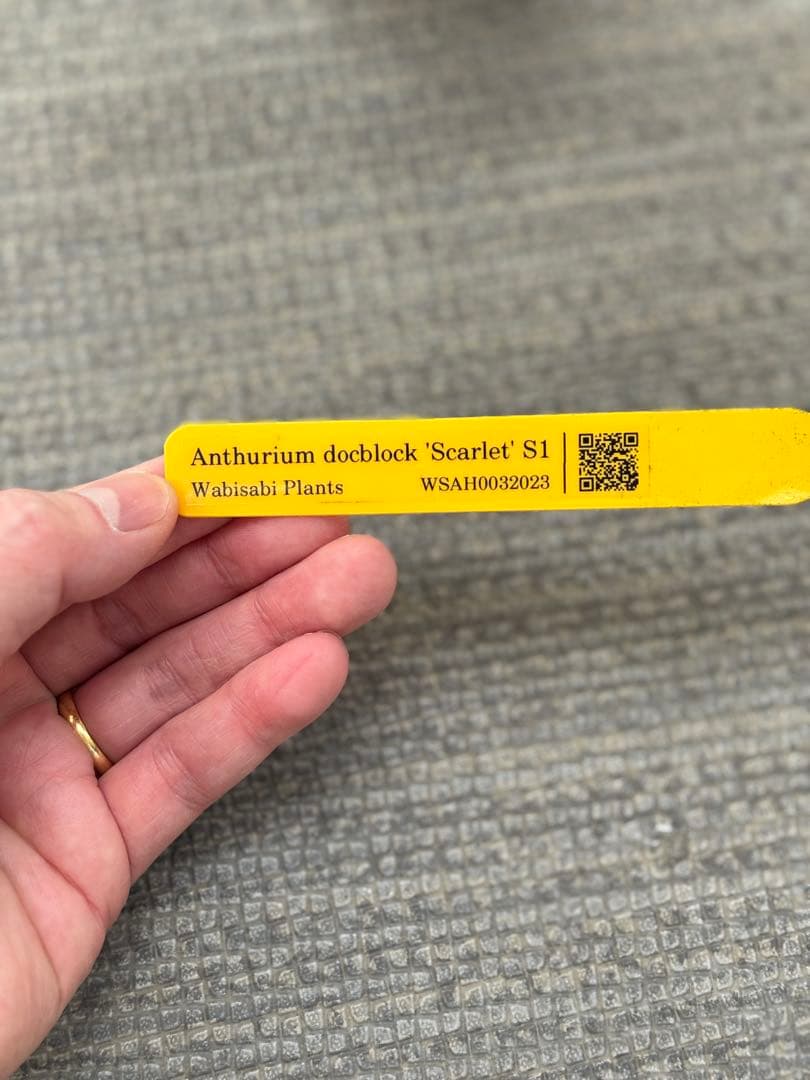 Anthurium docblock 'Scarlet' S1
Wabisabi Plants WSAH0032023